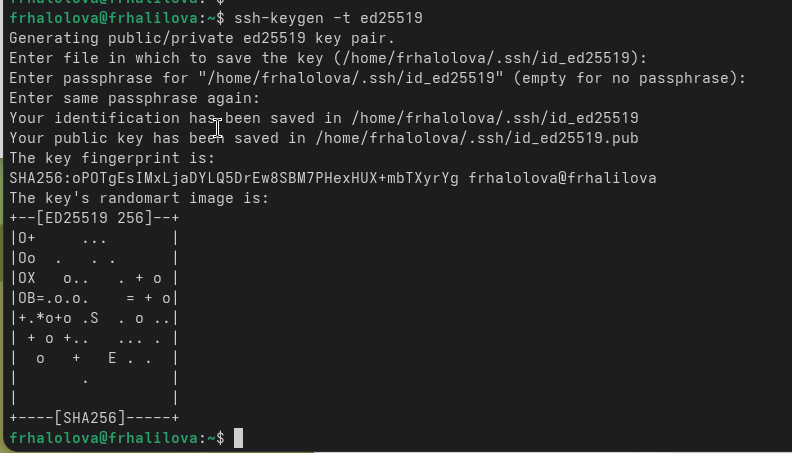 frhalolova@frhalilova:~$ ssh-keygen -t ed25519
Generating public/private ed25519 key pair.
Enter file in which to save the key (/home/frhalolova/.ssh/id_ed25519):
Enter passphrase for "/home/frhalolova/.ssh/id_ed25519" (empty for no passphrase):
Enter same passphrase again:
Your identification has been saved in /home/frhalolova/.ssh/id_ed25519
Your public key has been saved in /home/frhalolova/.ssh/id_ed25519.pub
The key fingerprint is:
SHA256:oPOTgEsIMxLjaDYLQ5DrEw8SBM7PHexHUX+mbTXyrYg frhalolova@frhalilova
The key's randomart image is:
+--[ED25519 256]--+
|O+     ...       |
|Oo  .   . .      |
|OX   o..   . + o |
|OB=.o.o.    = + o|
|+.*o+o .S  . o ..|
| + o +..   ... . |
|  o   +   E . .  |
|       .         |
|                 |
+----[SHA256]-----+
frhalolova@frhalilova:~$